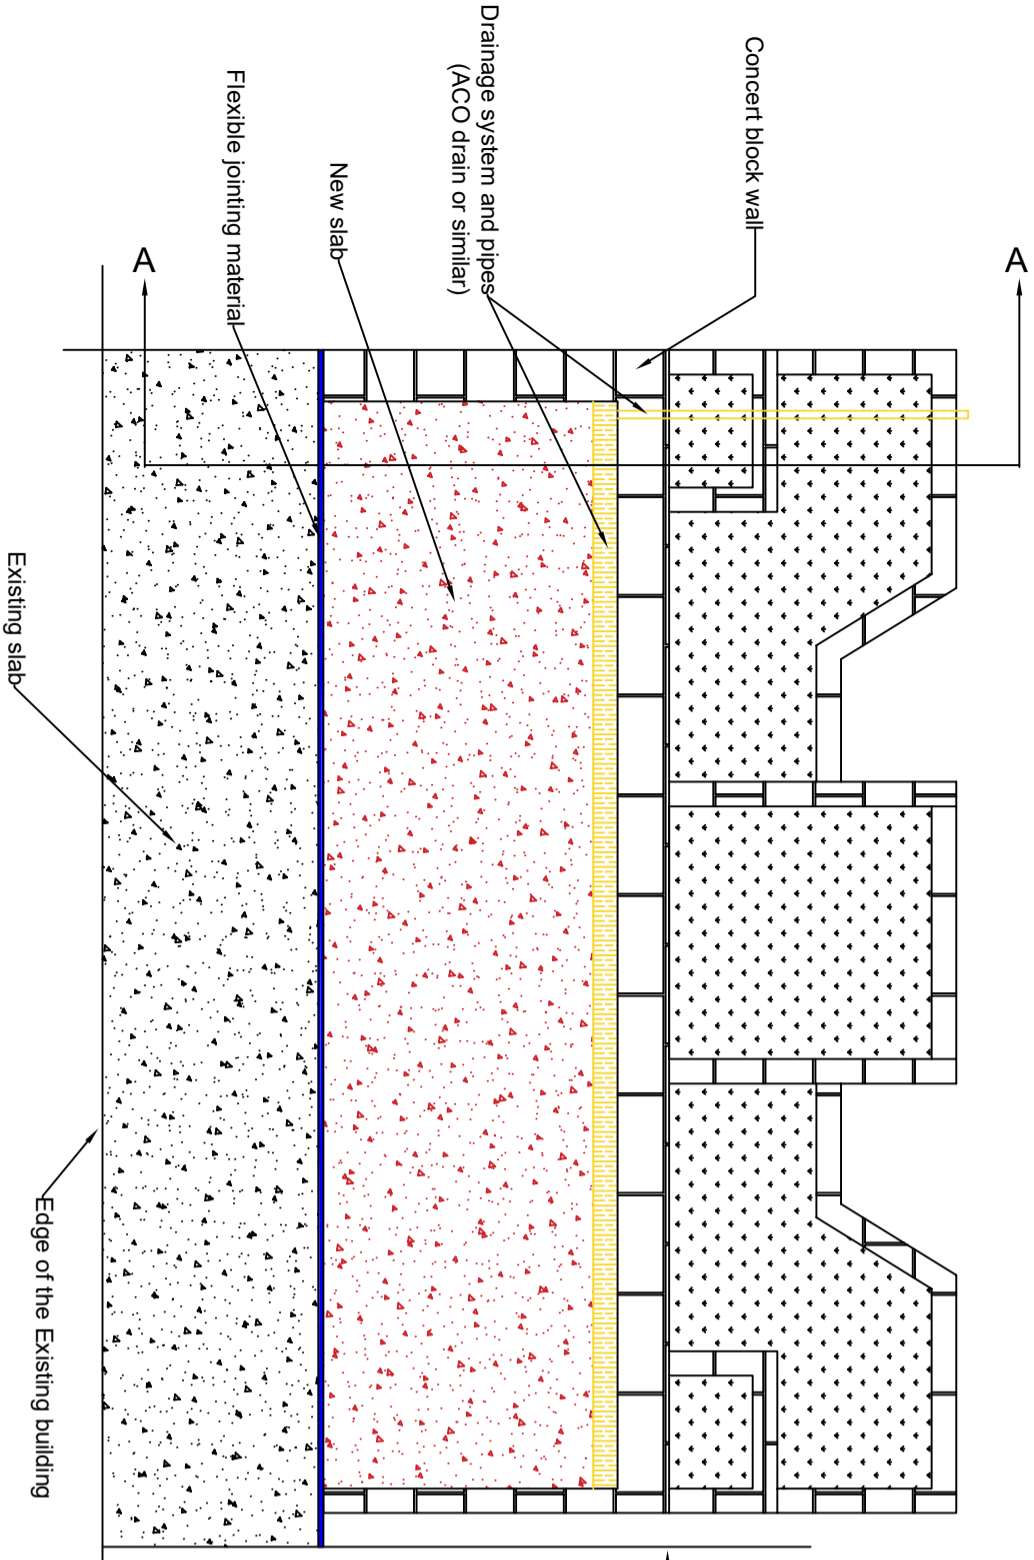 A
A
Concert block wall
Drainage system and pipes
(ACO drain or similar)
New slab
Flexible jointing material
Existing slab
Edge of the Existing building